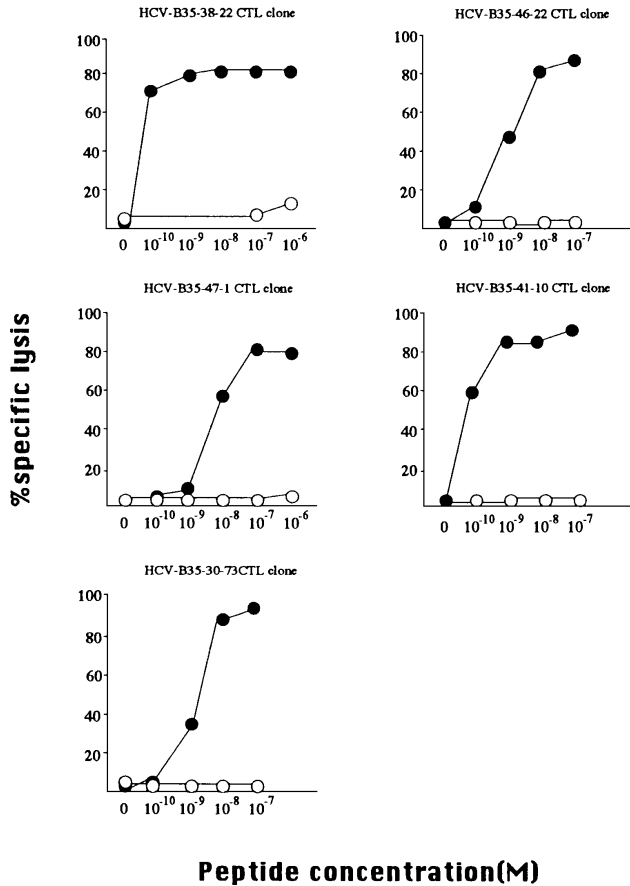 HCV-B35-38-22 CTL clone
100
80
60
40
20
0 10-10 10-9 10-8 10-7 10-6
HCV-B35-46-22 CTL clone
100
80
60
40
20
0 10-10 10-9 10-8 10-7
HCV-B35-47-1 CTL clone
100
80
60
40
20
0 10-10 10-9 10-8 10-7 10-6
HCV-B35-41-10 CTL clone
100
80
60
40
20
0 10-10 10-9 10-8 10-7
HCV-B35-30-73CTL clone
100
80
60
40
20
0 10-10 10-9 10-8 10-7
%specific lysis
Peptide concentration(M)